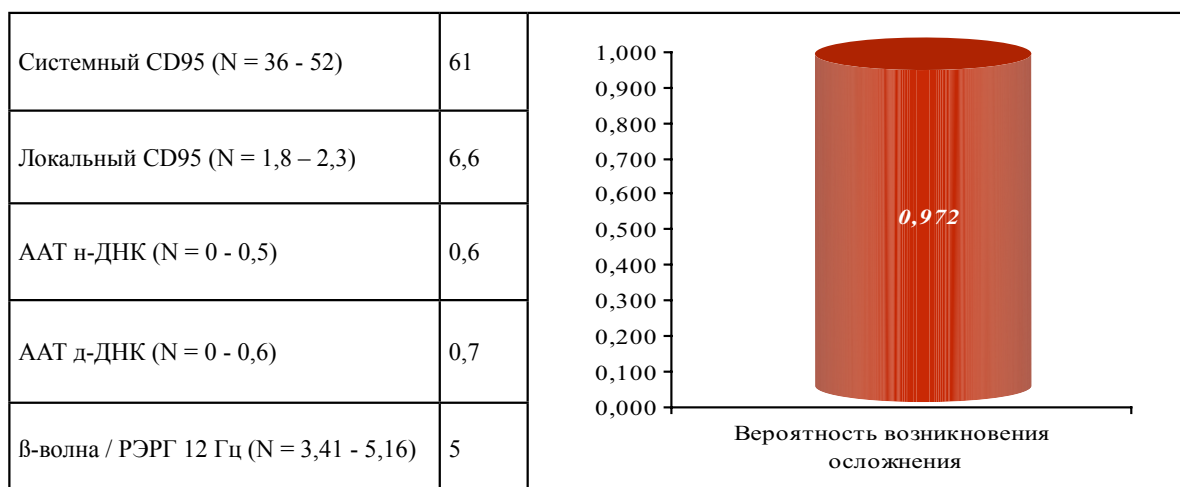 Системный CD95 (N = 36 - 52) 61
Локальный CD95 (N = 1,8 – 2,3) 6,6
ААТ н-ДНК (N = 0 - 0,5) 0,6
ААТ д-ДНК (N = 0 - 0,6) 0,7
ß-волна / РЭРГ 12 Гц (N = 3,41 - 5,16) 5
1,000
0,900
0,800
0,700
0,600
0,500
0,400
0,300
0,200
0,100
0,000
0,972
Вероятность возникновения
осложнения